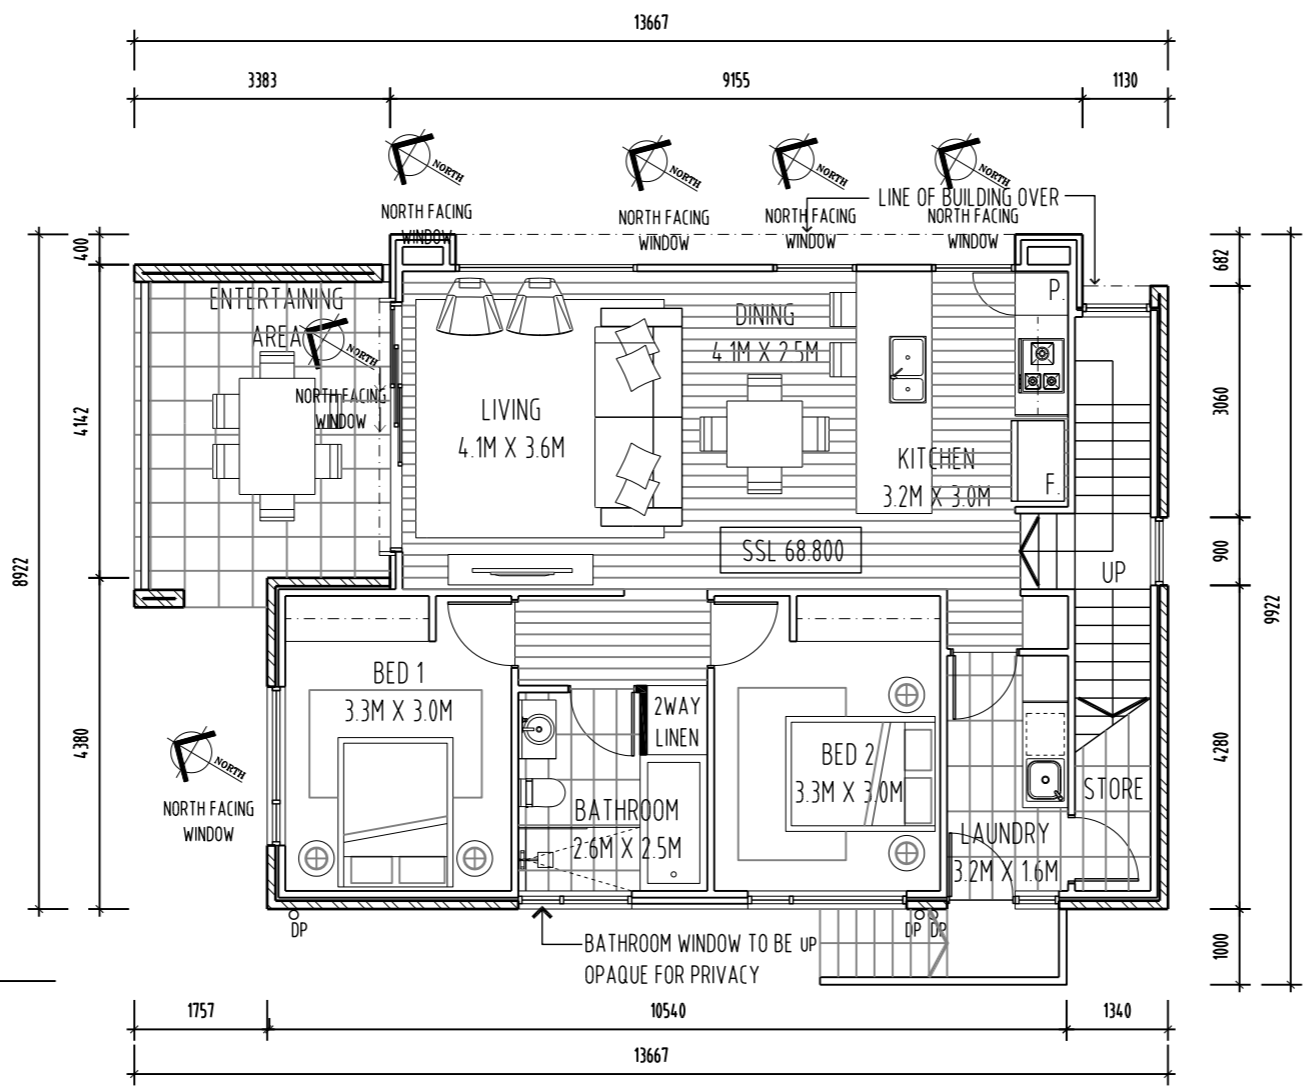 13667
3383
9155
1130
NORTH
NORTH
NORTH
NORTH
LINE OF BUILDING OVER
NORTH FACING
WINDOW
NORTH FACING
WINDOW
NORTH FACING
WINDOW
NORTH FACING
WINDOW
400
682
ENTERTAINING
AREA
NORTH
NORTH FACING
WINDOW
DINING
4.1M X 2.5M
P.
LIVING
4.1M X 3.6M
KITCHEN
3.2M X 3.0M
F.
4142
3060
8922
SSL 68.800
UP
900
9922
BED 1
3.3M X 3.0M
2WAY
LINEN
BED 2
3.3M X 3.0M
4380
4280
NORTH
NORTH FACING
WINDOW
BATHROOM
2.6M X 2.5M
STORE
LAUNDRY
3.2M X 1.6M
DP
DP
DP
BATHROOM WINDOW TO BE
OPAQUE FOR PRIVACY
UP
1000
1757
10540
1340
13667